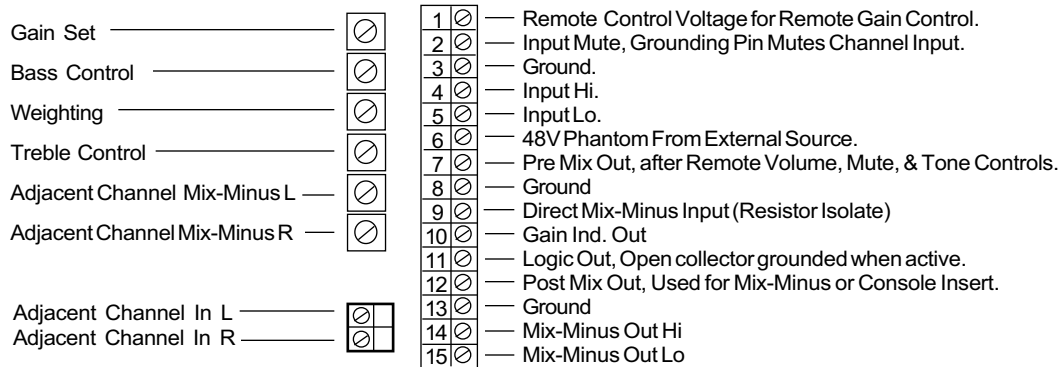 Gain Set
Bass Control
Weighting
Treble Control
Adjacent Channel Mix-Minus L
Adjacent Channel Mix-Minus R
Adjacent Channel In L
Adjacent Channel In R
1 Remote Control Voltage for Remote Gain Control.
2 Input Mute, Grounding Pin Mutes Channel Input.
3 Ground.
4 Input Hi.
5 Input Lo.
6 48V Phantom From External Source.
7 Pre Mix Out, after Remote Volume, Mute, & Tone Controls.
8 Ground
9 Direct Mix-Minus Input (Resistor Isolate)
10 Gain Ind. Out
11 Logic Out, Open collector grounded when active.
12 Post Mix Out, Used for Mix-Minus or Console Insert.
13 Ground
14 Mix-Minus Out Hi
15 Mix-Minus Out Lo